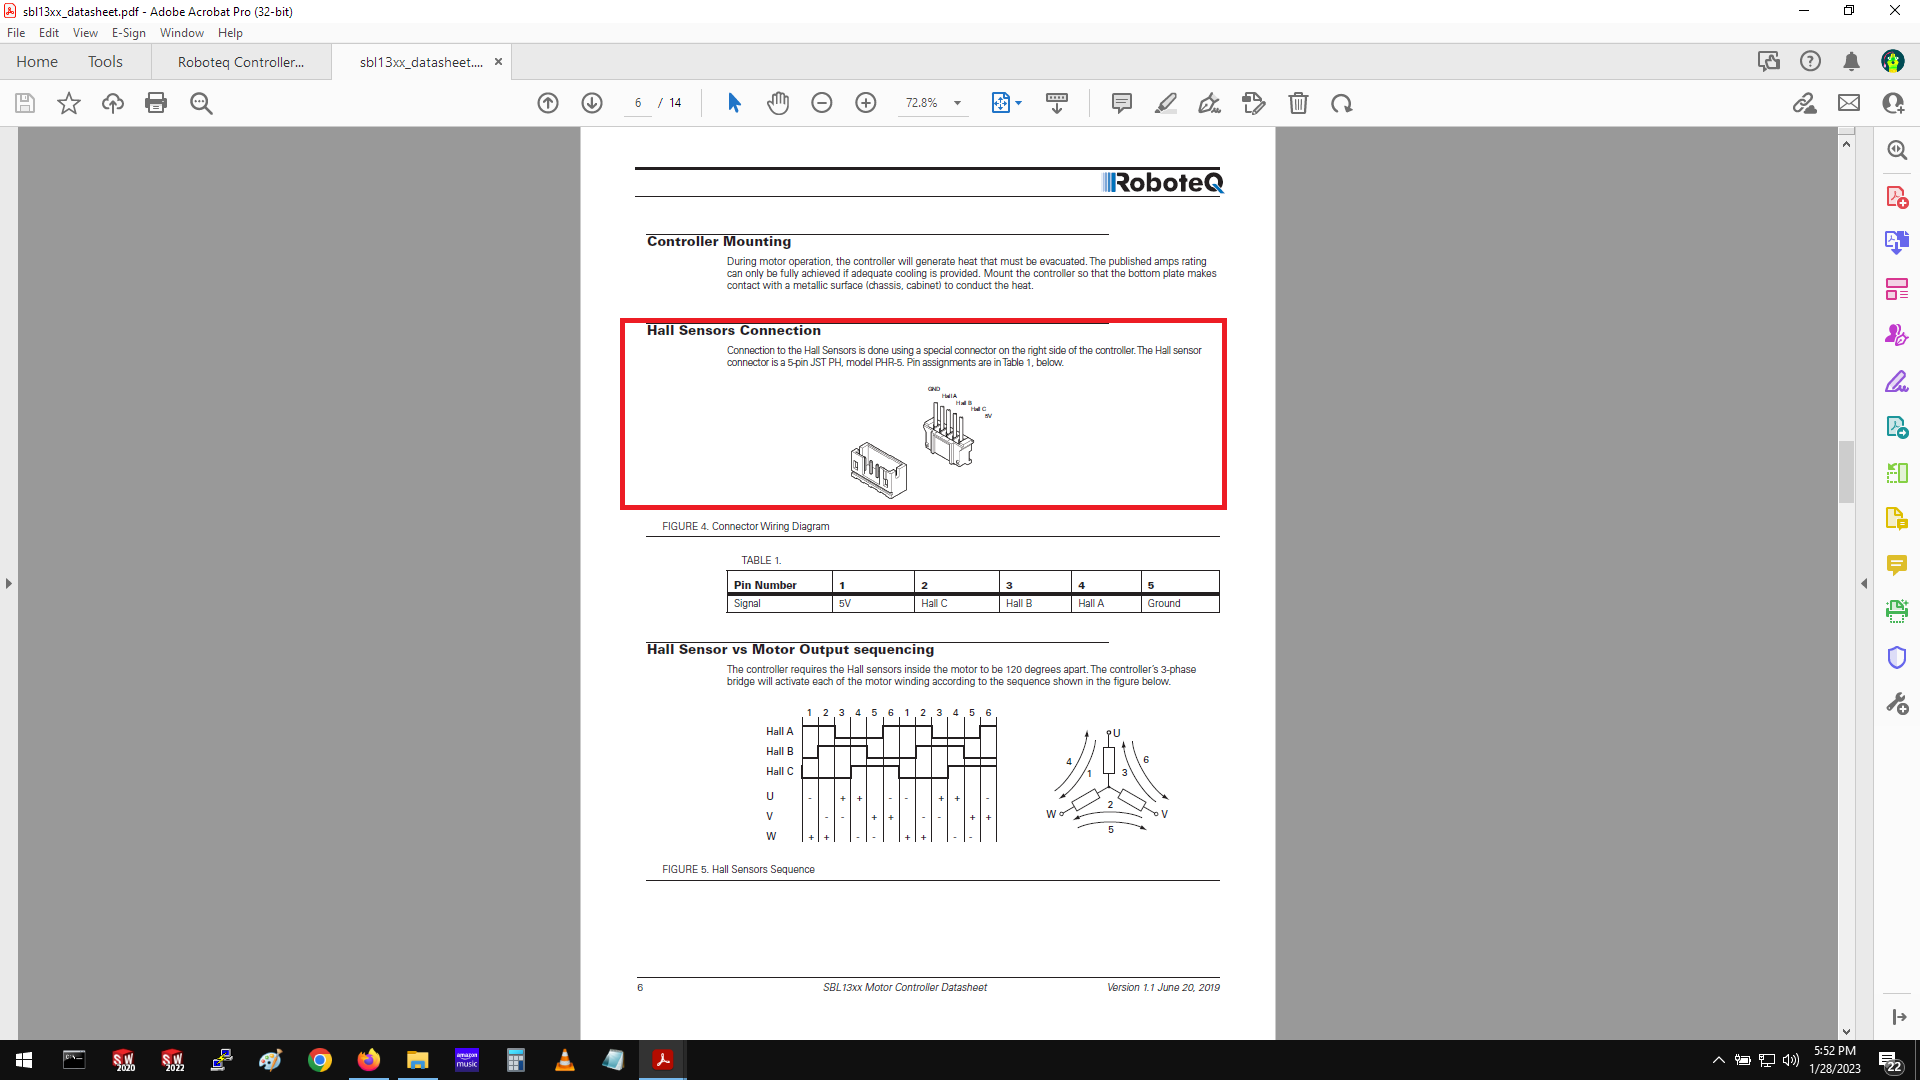 sbl13xx_datasheet.pdf - Adobe Acrobat Pro (32-bit)
File Edit View E-Sign Window Help
Home Tools Roboteq Controller... sbl13xx_datasheet.... ×
6 / 14 72.8%
RoboteQ
Controller Mounting
During motor operation, the controller will generate heat that must be evacuated. The published amps rating
can only be fully achieved if adequate cooling is provided. Mount the controller so that the bottom plate makes
contact with a metallic surface (chassis, cabinet) to conduct the heat.
Hall Sensors Connection
Connection to the Hall Sensors is done using a special connector on the right side of the controller. The Hall sensor
connector is a 5-pin JST PH, model PHR-5. Pin assignments are in Table 1, below.
GND
Hall A
Hall B
Hall C
5V
FIGURE 4. Connector Wiring Diagram
TABLE 1.
Pin Number 1 2 3 4 5
Signal 5V Hall C Hall B Hall A Ground
Hall Sensor vs Motor Output sequencing
The controller requires the Hall sensors inside the motor to be 120 degrees apart. The controller's 3-phase
bridge will activate each of the motor winding according to the sequence shown in the figure below.
1 2 3 4 5 6 1 2 3 4 5 6
Hall A
Hall B
Hall C
U - + + - - + + -
V - - + + - - + +
W + + - - + + - -
U
4 6
1 3
2
W V
5
FIGURE 5. Hall Sensors Sequence
6 SBL13xx Motor Controller Datasheet Version 1.1 June 20, 2019
SW 2020 SW 2022 amazon music
5:52 PM
1/28/2023
22